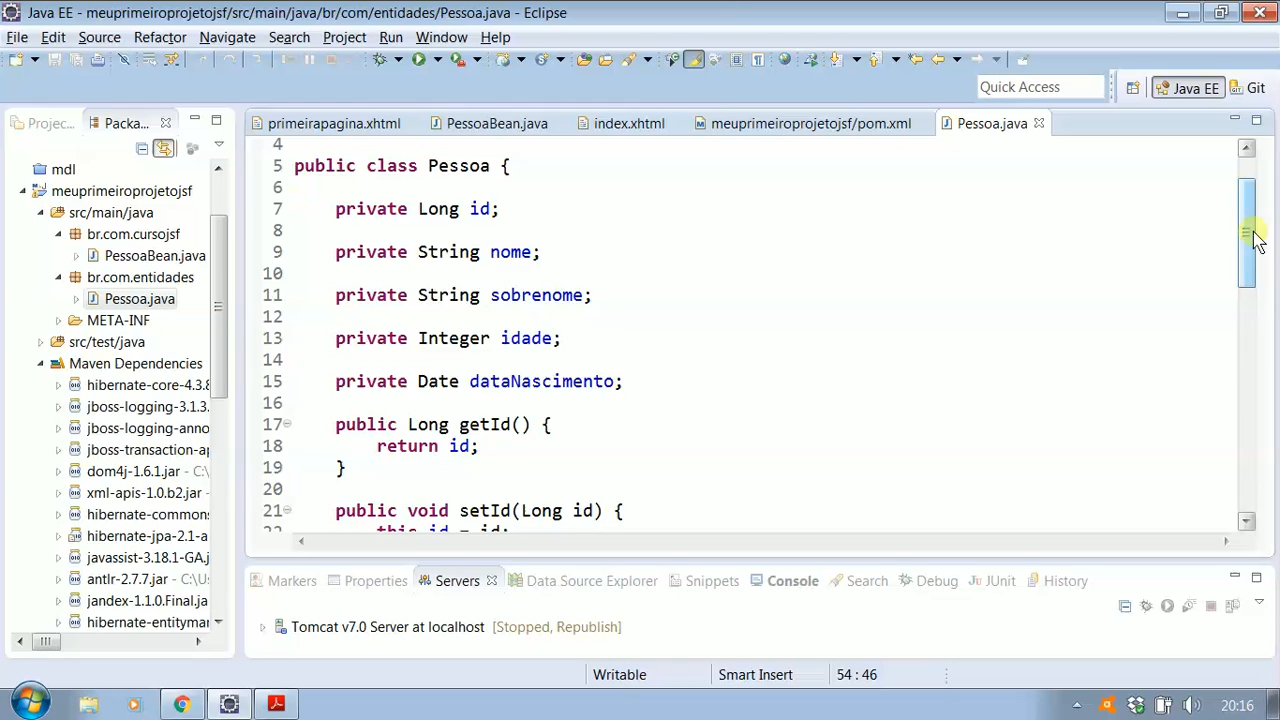 Java EE - meuprimeiroprojetojsf/src/main/java/br/com/entidades/Pessoa.java - Eclipse
File Edit Source Refactor Navigate Search Project Run Window Help
Quick Access
Java EE
Git
Projec...
Packa...
mdl
meuprimeiroprojetojsf
src/main/java
br.com.cursojsf
PessoaBean.java
br.com.entidades
Pessoa.java
META-INF
src/test/java
Maven Dependencies
hibernate-core-4.3.8
jboss-logging-3.1.3.
jboss-logging-anno
jboss-transaction-ap
dom4j-1.6.1.jar - C:\
xml-apis-1.0.b2.jar -
hibernate-common
hibernate-jpa-2.1-a
javassist-3.18.1-GA.j
antlr-2.7.7.jar - C:\U
jandex-1.1.0.Final.ja
hibernate-entitymar
primeirapagina.xhtml
PessoaBean.java
index.xhtml
meuprimeiroprojetojsf/pom.xml
Pessoa.java
4
5 public class Pessoa {
6
7 private Long id;
8
9 private String nome;
10
11 private String sobrenome;
12
13 private Integer idade;
14
15 private Date dataNascimento;
16
17 public Long getId() {
18 return id;
19 }
20
21 public void setId(Long id) {
22 this.id = id;
Markers Properties Servers Data Source Explorer Snippets Console Search Debug JUnit History
Tomcat v7.0 Server at localhost [Stopped, Republish]
Writable
Smart Insert
54 : 46
20:16